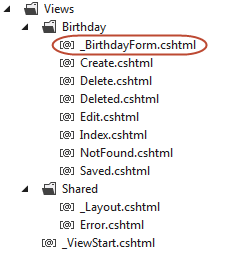 Views
Birthday
_BirthdayForm.cshtml
Create.cshtml
Delete.cshtml
Deleted.cshtml
Edit.cshtml
Index.cshtml
NotFound.cshtml
Saved.cshtml
Shared
_Layout.cshtml
Error.cshtml
_ViewStart.cshtml